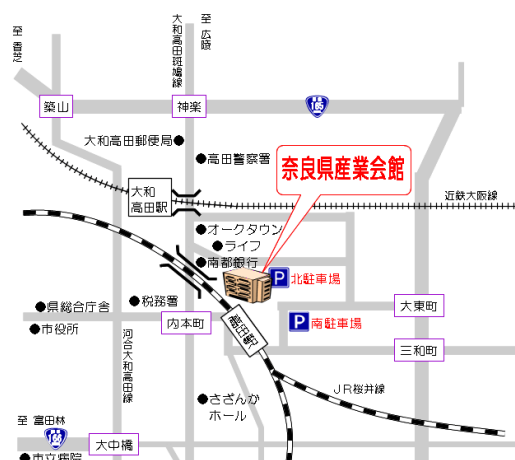 至 香芝
至 広陵
大和高田斑鳩線
築山
神楽
大和高田郵便局
高田警察署
奈良県産業会館
大和
高田駅
近鉄大阪線
オークタウン
ライフ
南都銀行
P 北駐車場
県総合庁舎
税務署
大東町
市役所
内本町
高田駅
P 南駐車場
三和町
河合大和高田線
JR桜井線
さざんか
ホール
至 富田林
大中橋
市立病院